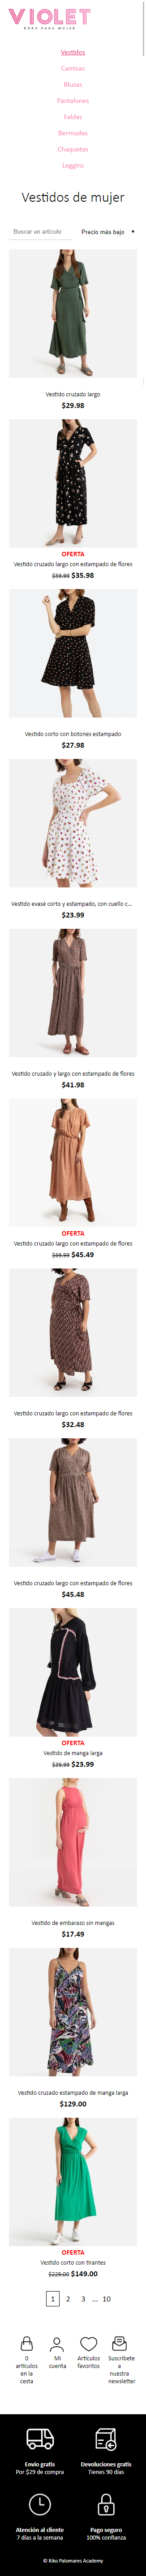 VIOLET
ROPA PARA MUJER
Vestidos
Camisas
Blusas
Pantalones
Faldas
Bermudas
Chaquetas
Leggins
Vestidos de mujer
Buscar un artículo
Precio más bajo
Vestido cruzado largo
$29.98
OFERTA
Vestido cruzado largo con estampado de flores
$59.99 $35.98
Vestido corto con botones estampado
$27.98
Vestido evasé corto y estampado, con cuello c...
$23.99
Vestido cruzado y largo con estampado de flores
$41.98
OFERTA
Vestido cruzado largo con estampado de flores
$69.99 $45.49
Vestido cruzado largo con estampado de flores
$32.48
Vestido cruzado largo con estampado de flores
$45.48
OFERTA
Vestido de manga larga
$39.99 $23.99
Vestido de embarazo sin mangas
$17.49
Vestido cruzado estampado de manga larga
$129.00
OFERTA
Vestido corto con tirantes
$229.00 $149.00
1 2 3 ... 10
0 artículos en la cesta
Mi cuenta
Artículos favoritos
Suscríbete a nuestra newsletter
Envío gratis
Por $29 de compra
Devoluciones gratis
Tienes 90 días
Atención al cliente
7 días a la semana
Pago seguro
100% confianza
© Kiko Palomares Academy